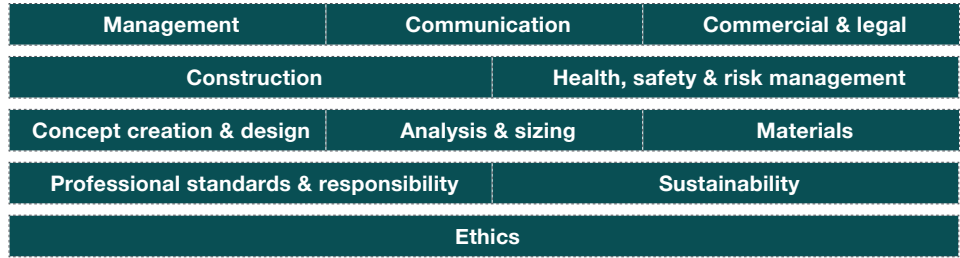 Management Communication Commercial & legal
Construction Health, safety & risk management
Concept creation & design Analysis & sizing Materials
Professional standards & responsibility Sustainability
Ethics